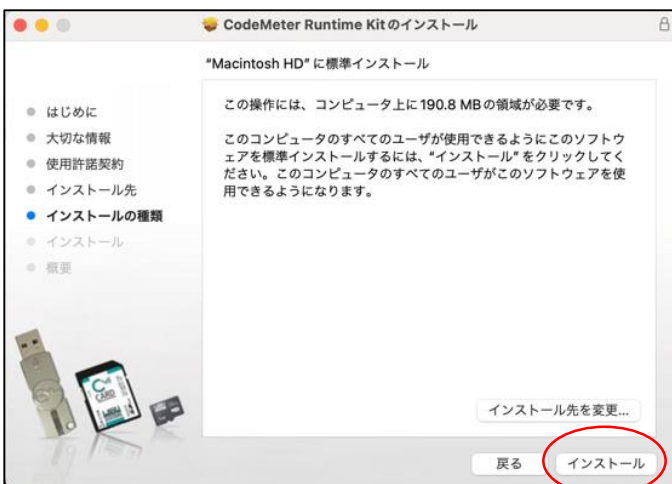 CodeMeter Runtime Kitのインストール
"Macintosh HD" に標準インストール
はじめに
大切な情報
使用許諾契約
インストール先
インストールの種類
インストール
概要
この操作には、コンピュータ上に 190.8 MB の領域が必要です。
このコンピュータのすべてのユーザが使用できるようにこのソフトウ
ェアを標準インストールするには、"インストール" をクリックしてく
ださい。このコンピュータのすべてのユーザがこのソフトウェアを使
用できるようになります。
CARD
インストール先を変更...
戻る
インストール